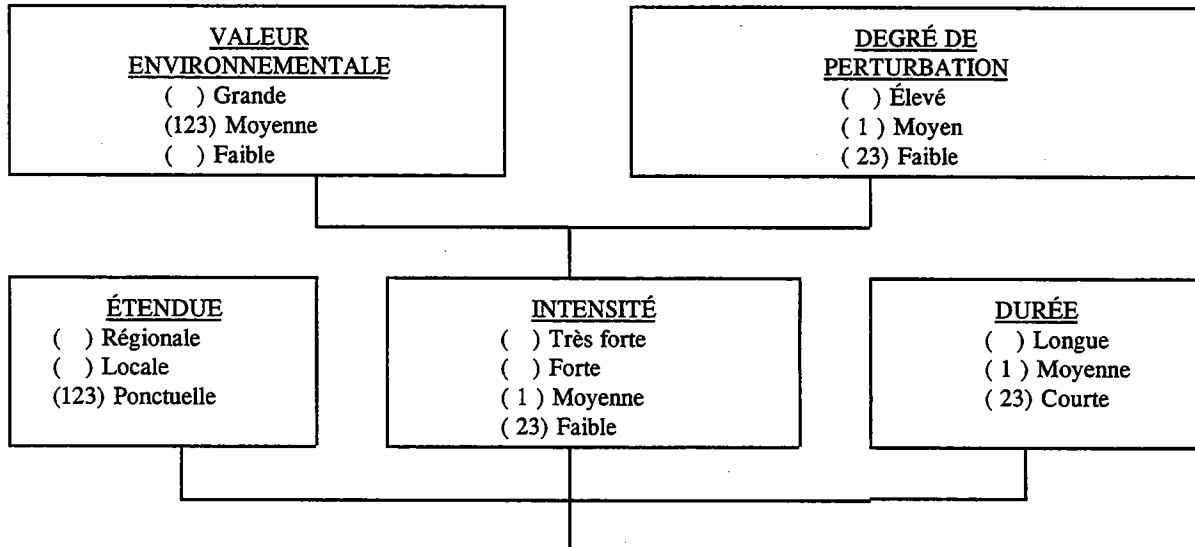 VALEUR
ENVIRONNEMENTALE
( ) Grande
(123) Moyenne
( ) Faible
DEGRÉ DE
PERTURBATION
( ) Élevé
( 1 ) Moyen
( 23) Faible
ÉTENDUE
( ) Régionale
( ) Locale
(123) Ponctuelle
INTENSITÉ
( ) Très forte
( ) Forte
( 1 ) Moyenne
( 23) Faible
DURÉE
( ) Longue
( 1 ) Moyenne
( 23) Courte